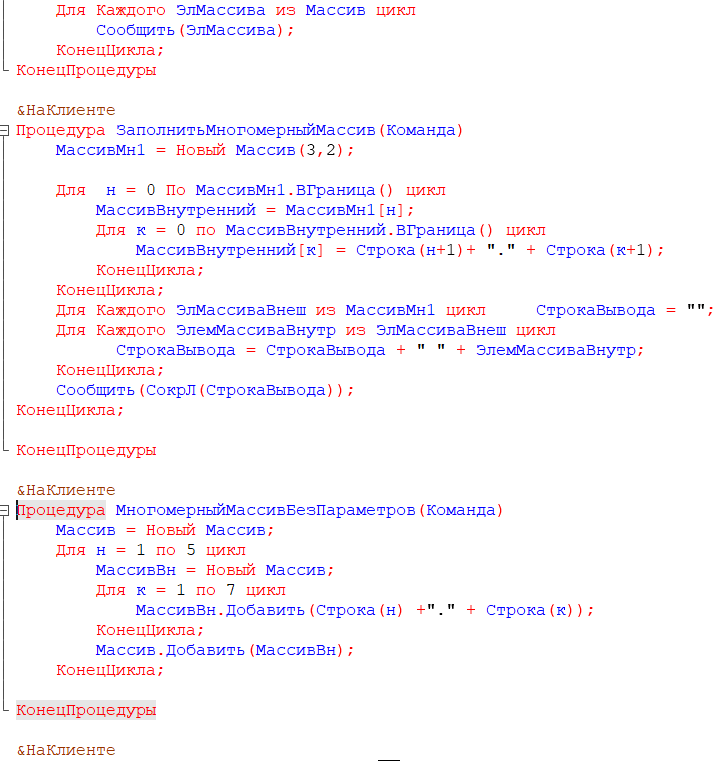 Для Каждого ЭлМассива из Массив цикл
Сообщить(ЭлМассива);
КонецЦикла;
КонецПроцедуры
&НаКлиенте
Процедура ЗаполнитьМногомерныйМассив(Команда)
МассивМн1 = Новый Массив(3,2);
Для  н = 0 По МассивМн1.ВГраница() цикл
МассивВнутренний = МассивМн1[н];
Для к = 0 по МассивВнутренний.ВГраница() цикл
МассивВнутренний[к] = Строка(н+1)+ "." + Строка(к+1);
КонецЦикла;
КонецЦикла;
Для Каждого ЭлМассиваВнеш из МассивМн1 цикл     СтрокаВывода = "";
Для Каждого ЭлемМассиваВнутр из ЭлМассиваВнеш цикл
СтрокаВывода = СтрокаВывода + " " + ЭлемМассиваВнутр;
КонецЦикла;
Сообщить(СокрЛ(СтрокаВывода));
КонецЦикла;
КонецПроцедуры
&НаКлиенте
Процедура МногомерныйМассивБезПараметров(Команда)
Массив = Новый Массив;
Для н = 1 по 5 цикл
МассивВн = Новый Массив;
Для к = 1 по 7 цикл
МассивВн.Добавить(Строка(н) +"." + Строка(к));
КонецЦикла;
Массив.Добавить(МассивВн);
КонецЦикла;
КонецПроцедуры
&НаКлиенте